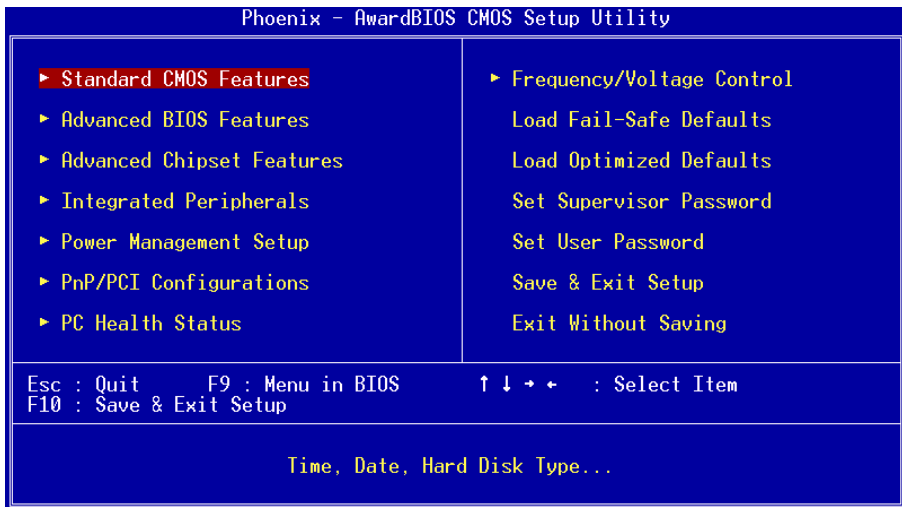 Phoenix - AwardBIOS CMOS Setup Utility
▶ Standard CMOS Features
▶ Advanced BIOS Features
▶ Advanced Chipset Features
▶ Integrated Peripherals
▶ Power Management Setup
▶ PnP/PCI Configurations
▶ PC Health Status
▶ Frequency/Voltage Control
Load Fail-Safe Defaults
Load Optimized Defaults
Set Supervisor Password
Set User Password
Save & Exit Setup
Exit Without Saving
Esc : Quit F9 : Menu in BIOS ↑ ↓ → ← : Select Item
F10 : Save & Exit Setup
Time, Date, Hard Disk Type...